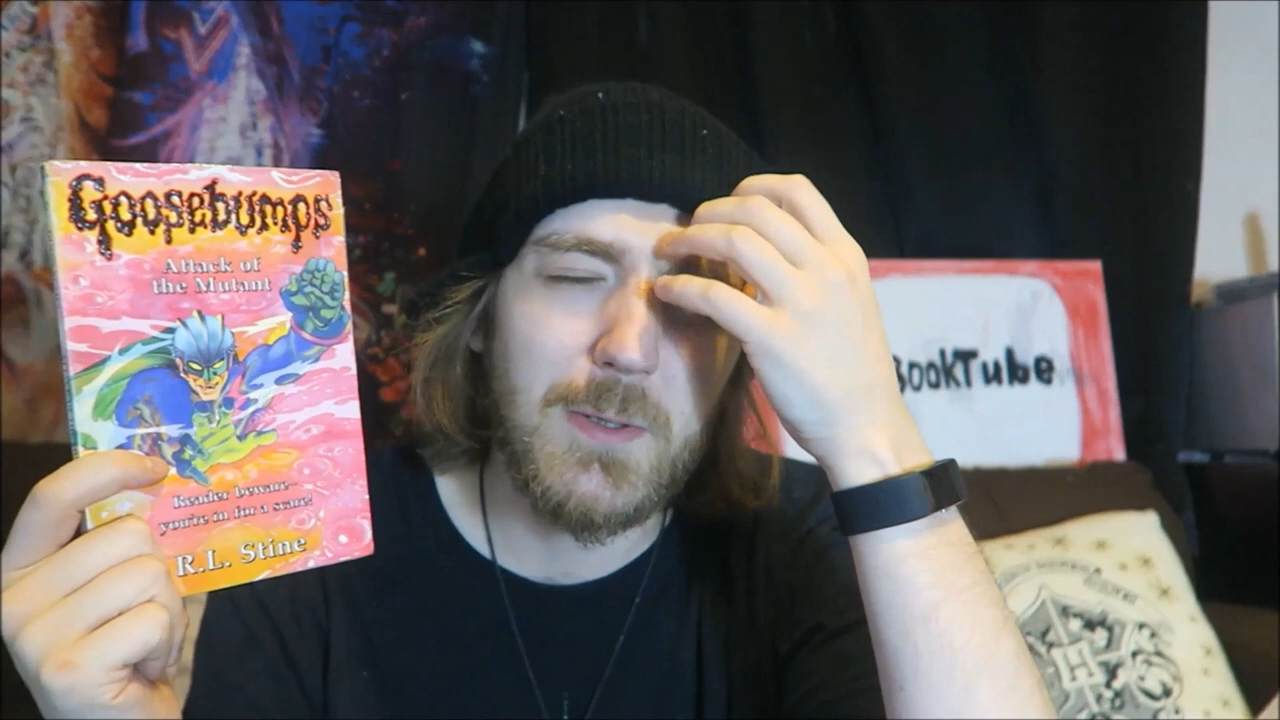 Goosebumps
Attack of
the Mutant
Reader beware—
you're in for a scare!
R.L. Stine
BookTube